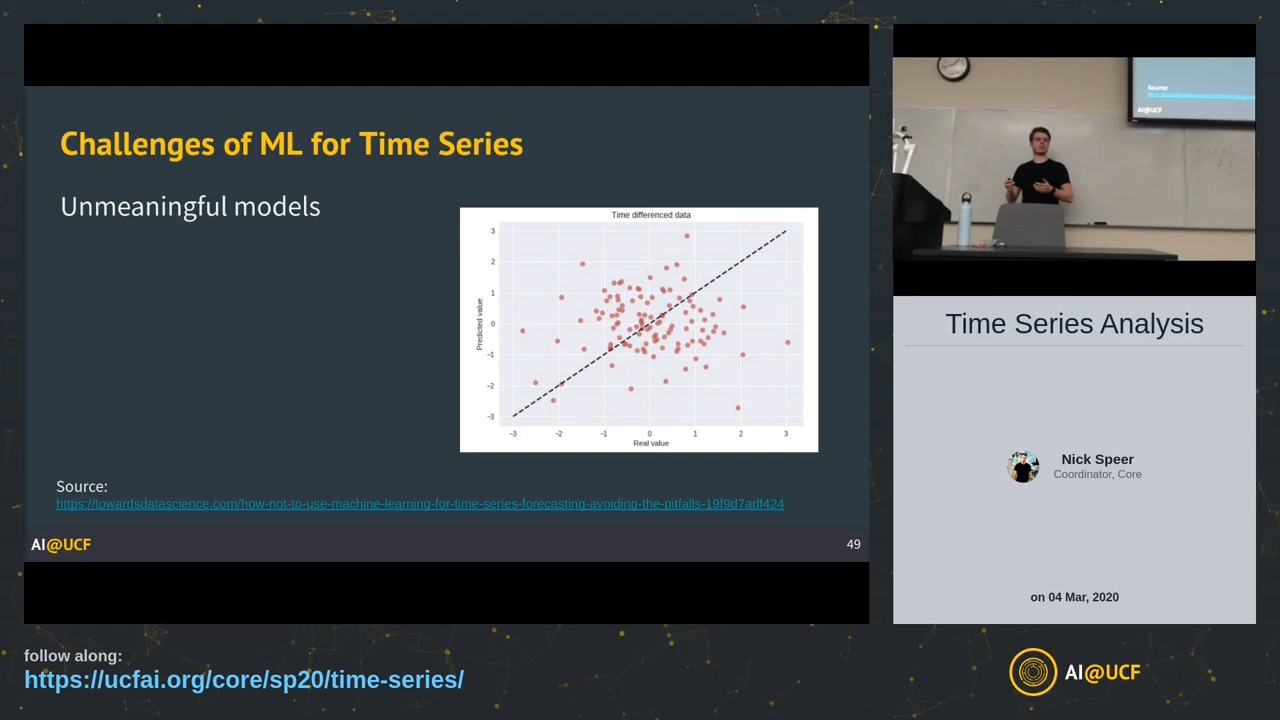 Challenges of ML for Time Series
Unmeaningful models
Time differenced data
Predicted value
3
2
1
0
−1
−2
−3
−3
−2
−1
0
1
2
3
Real value
Source:
https://towardsdatascience.com/how-not-to-use-machine-learning-for-time-series-forecasting-avoiding-the-pitfalls-19f9d7adf424
AI@UCF
49
Source:
AI@UCF
Time Series Analysis
Nick Speer
Coordinator, Core
on 04 Mar, 2020
follow along:
https://ucfai.org/core/sp20/time-series/
AI@UCF